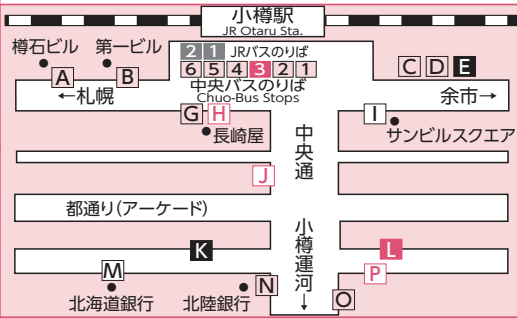 小樽駅
JR Otaru Sta.
樽石ビル 第一ビル
2 1 JRバスのりば
6 5 4 3 2 1
中央バスのりば
Chuo-Bus Stops
A B C D E
←札幌 余市→
G H I
長崎屋 サンビルスクエア
中央通
J
都通り(アーケード)
小樽運河→
K L
M P
N O
北海道銀行 北陸銀行